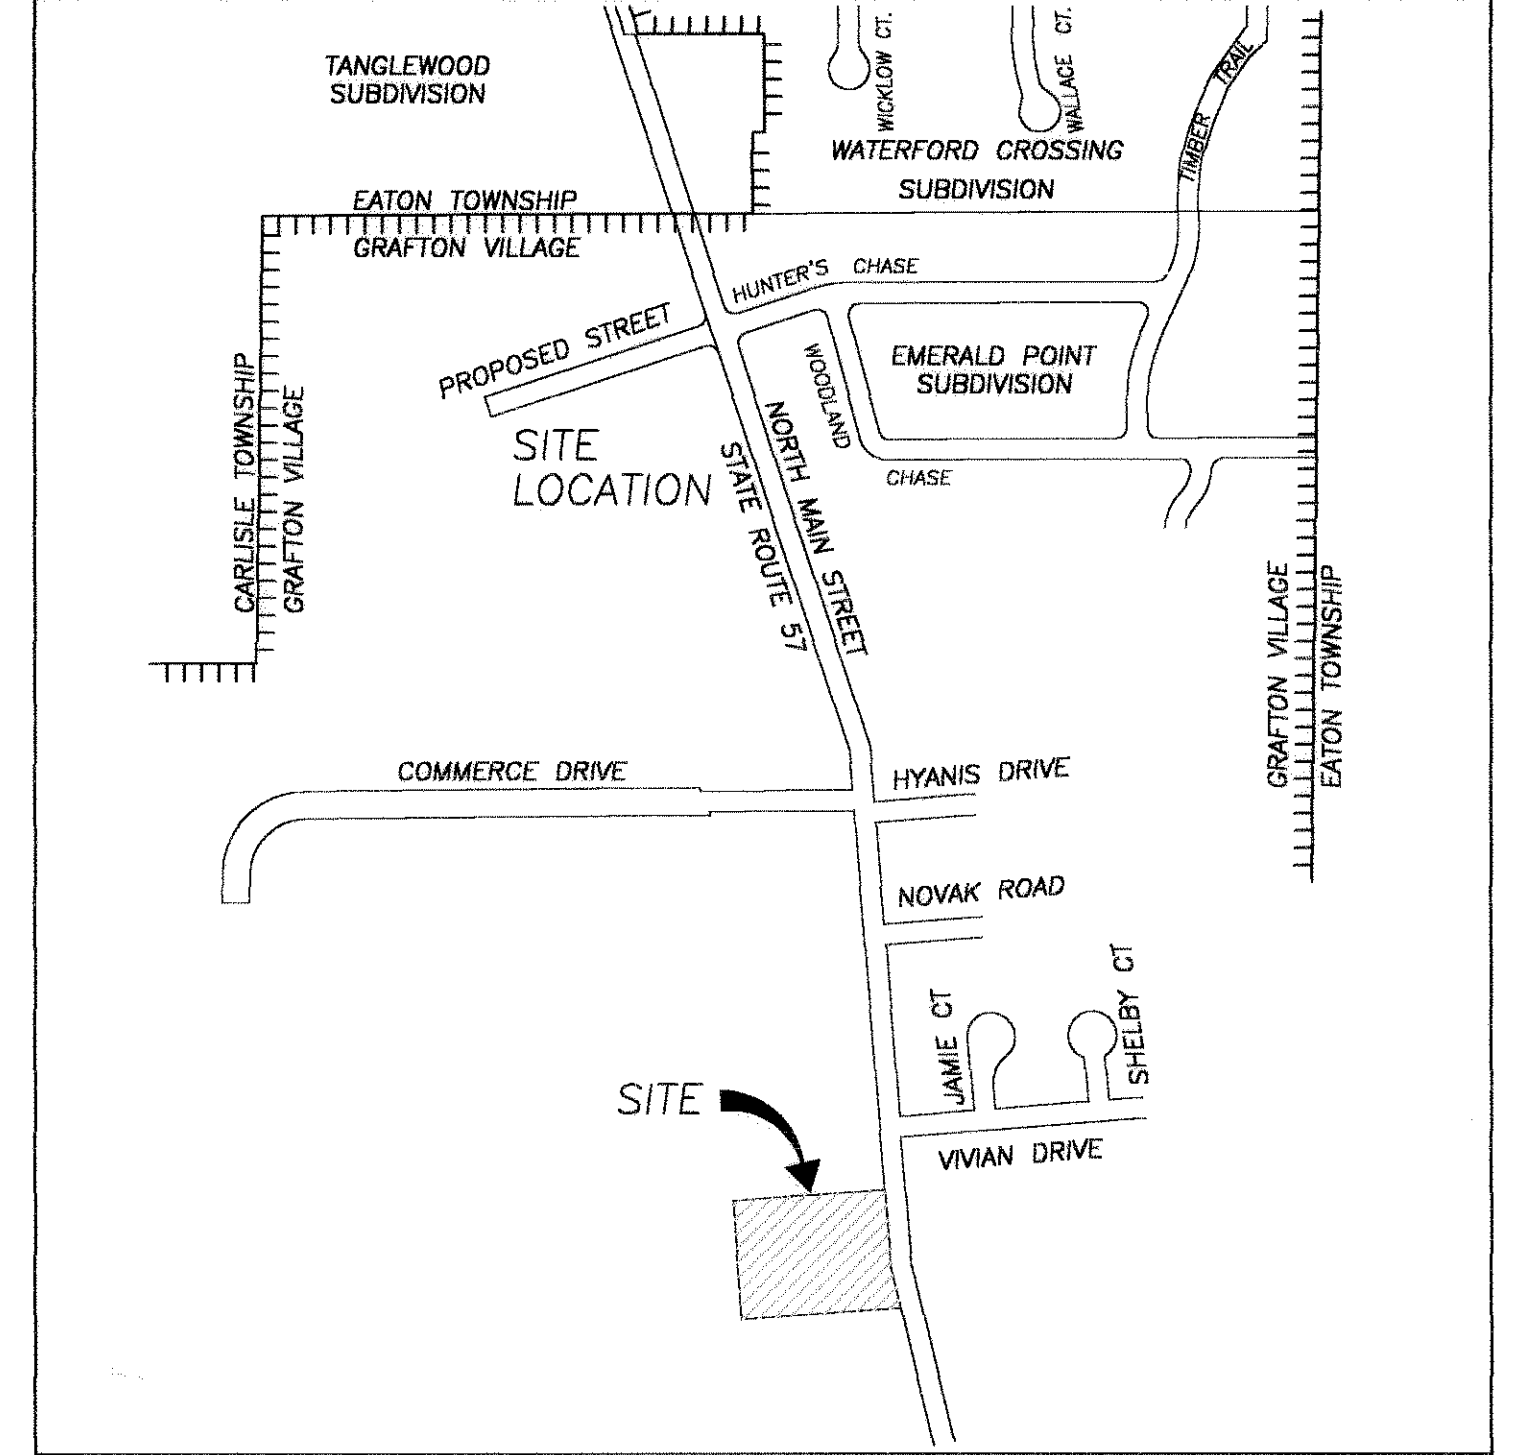 TANGLEWOOD
SUBDIVISION
WICKLOW CT.
WALLACE CT.
TIMBER TRAIL
WATERFORD CROSSING
SUBDIVISION
EATON TOWNSHIP
GRAFTON VILLAGE
HUNTER'S CHASE
PROPOSED STREET
WOODLAND
CHASE
EMERALD POINT
SUBDIVISION
CARLISLE TOWNSHIP
GRAFTON VILLAGE
SITE
LOCATION
NORTH MAIN STREET
STATE ROUTE 57
GRAFTON VILLAGE
EATON TOWNSHIP
COMMERCE DRIVE
HYANIS DRIVE
NOVAK ROAD
JAMIE CT
SHELBY CT
SITE
VIVIAN DRIVE